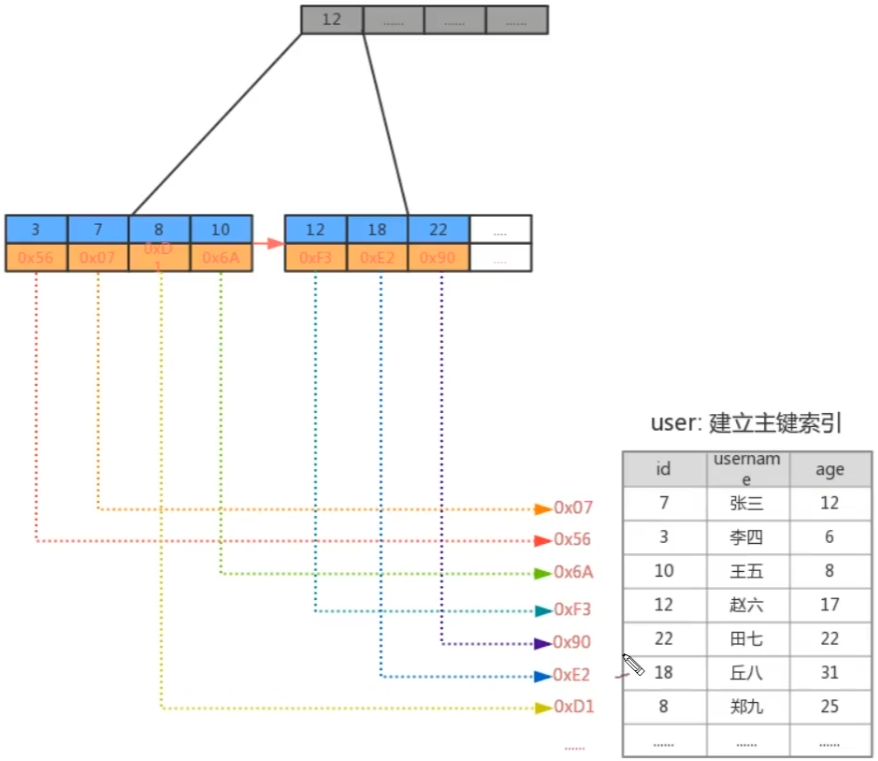 12 ...... ...... ......
3 7 8 10
0x56 0x07 0xD1 0x6A
12 18 22 ....
0xF3 0xE2 0x90 ....
user: 建立主键索引
id username age
0x07 7 张三 12
0x56 3 李四 6
0x6A 10 王五 8
0xF3 12 赵六 17
0x90 22 田七 22
0xE2 18 丘八 31
0xD1 8 郑九 25
...... ...... ...... ......